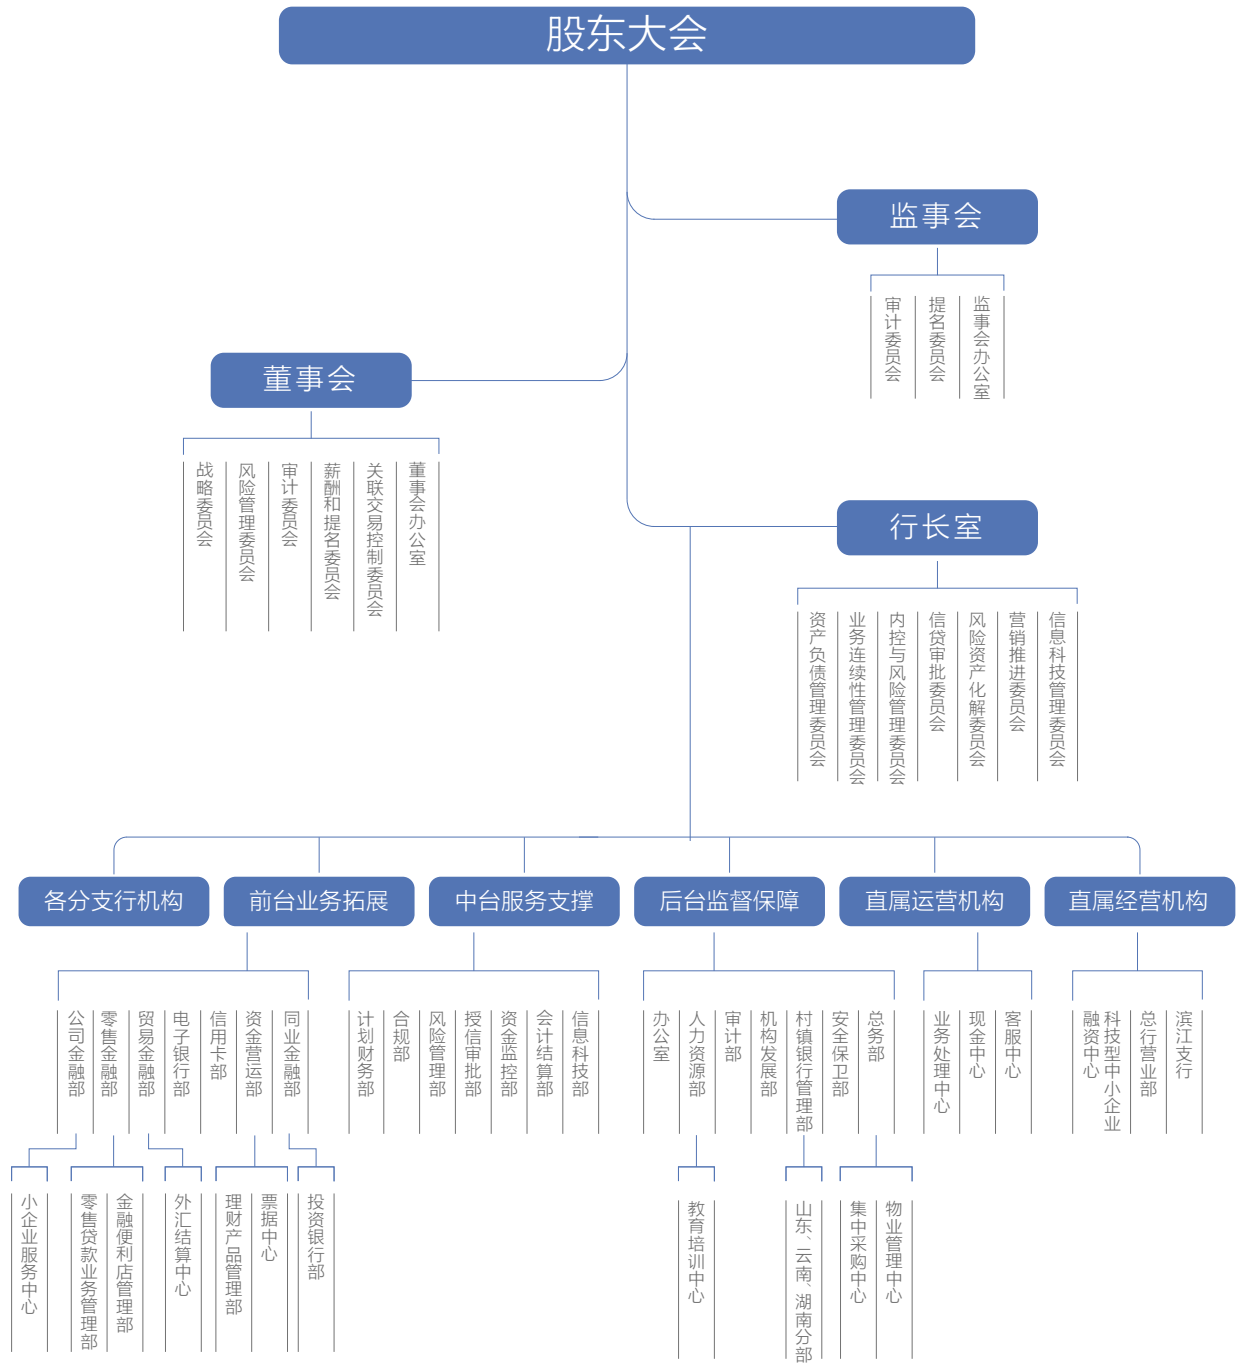 股东大会
监事会
审计委员会
提名委员会
监事会办公室
董事会
战略委员会
风险管理委员会
审计委员会
薪酬和提名委员会
关联交易控制委员会
董事会办公室
行长室
资产负债管理委员会
业务连续性管理委员会
内控与风险管理委员会
信贷审批委员会
风险资产化解委员会
营销推进委员会
信息科技管理委员会
各分支行机构
前台业务拓展
中台服务支撑
后台监督保障
直属运营机构
直属经营机构
公司金融部
零售金融部
贸易金融部
电子银行部
信用卡部
资金营运部
同业金融部
计划财务部
合规部
风险管理部
授信审批部
资金监控部
会计结算部
信息科技部
办公室
人力资源部
审计部
机构发展部
村镇银行管理部
安全保卫部
总务部
业务处理中心
现金中心
客服中心
科技型中小企业
融资中心
总行营业部
滨江支行
小企业服务中心
零售贷款业务管理部
金融便利店管理部
外汇结算中心
理财产品管理部
票据中心
投资银行部
教育培训中心
山东、云南、湖南分部
集中采购中心
物业管理中心